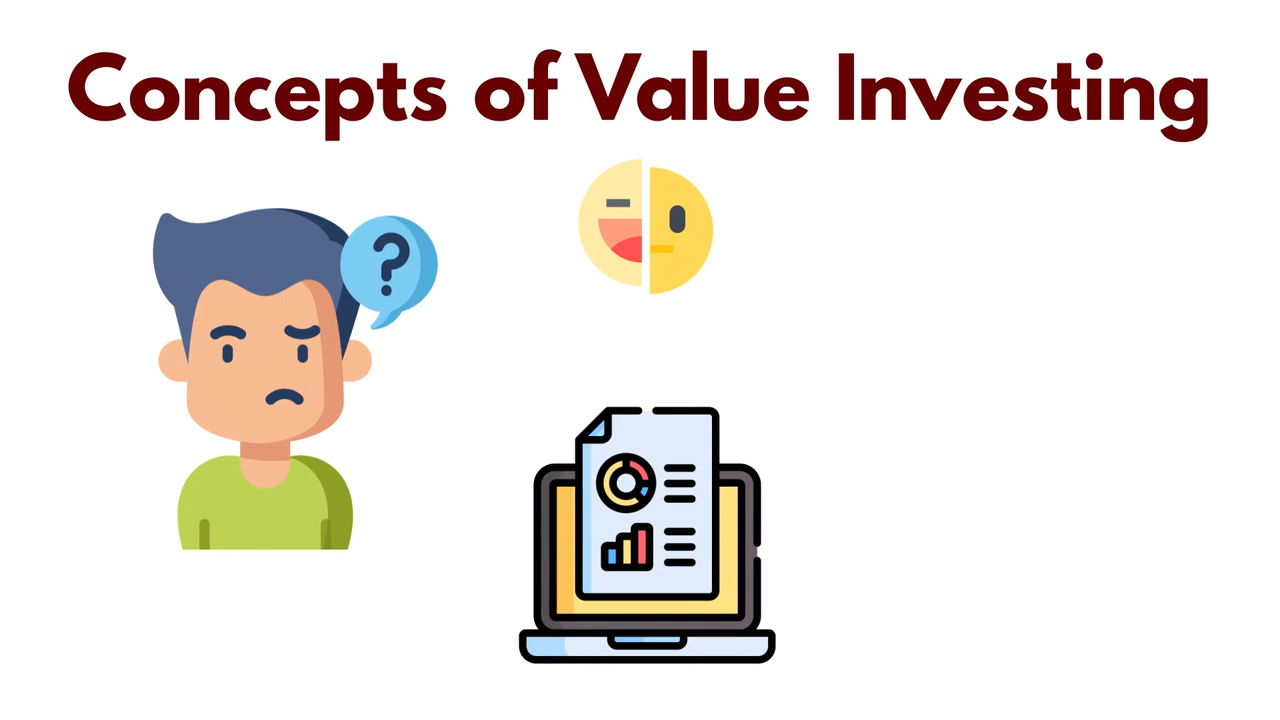 Concepts of Value Investing
?